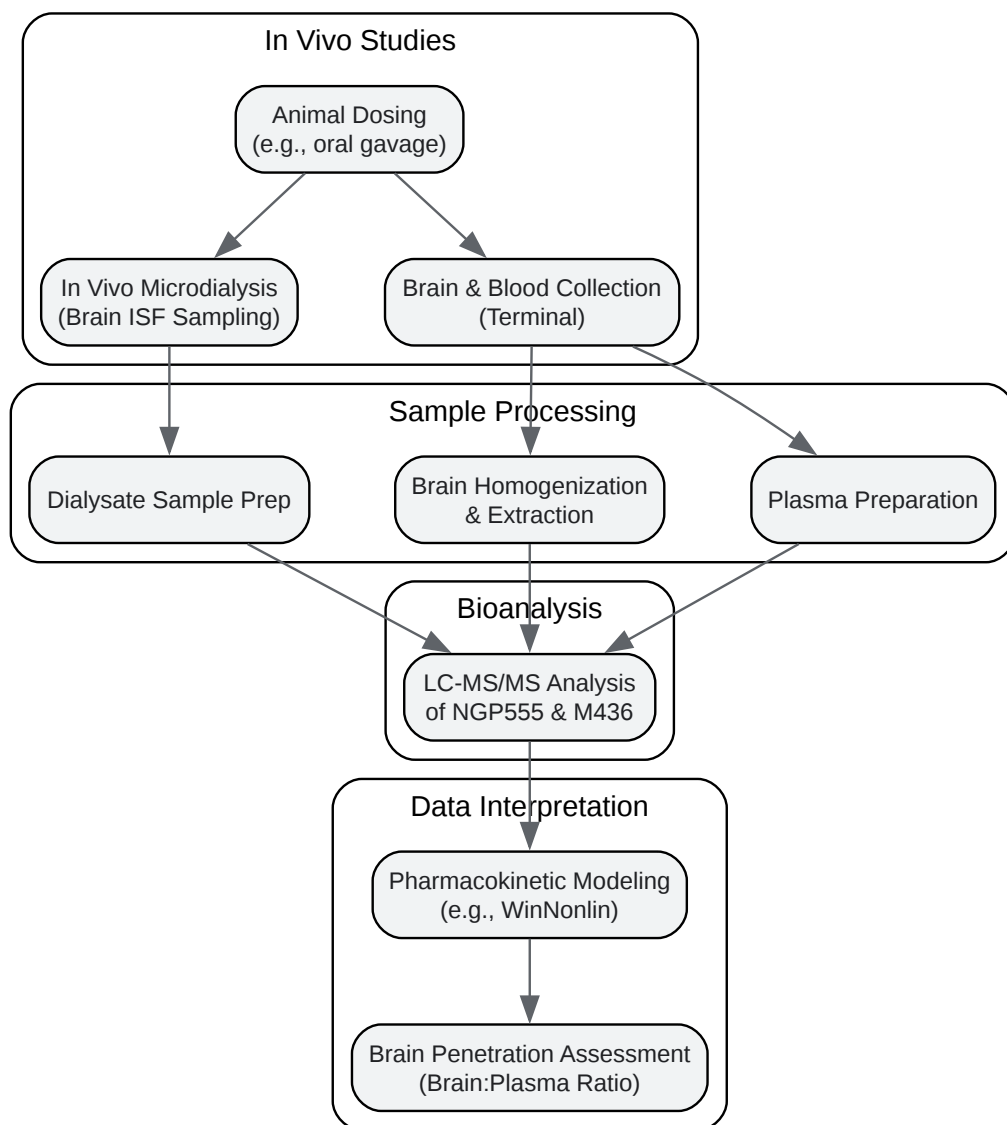 In Vivo Studies
Animal Dosing
(e.g., oral gavage)
In Vivo Microdialysis
(Brain ISF Sampling)
Brain & Blood Collection
(Terminal)
Sample Processing
Dialysate Sample Prep
Brain Homogenization
& Extraction
Plasma Preparation
Bioanalysis
LC-MS/MS Analysis
of NGP555 & M436
Data Interpretation
Pharmacokinetic Modeling
(e.g., WinNonlin)
Brain Penetration Assessment
(Brain:Plasma Ratio)